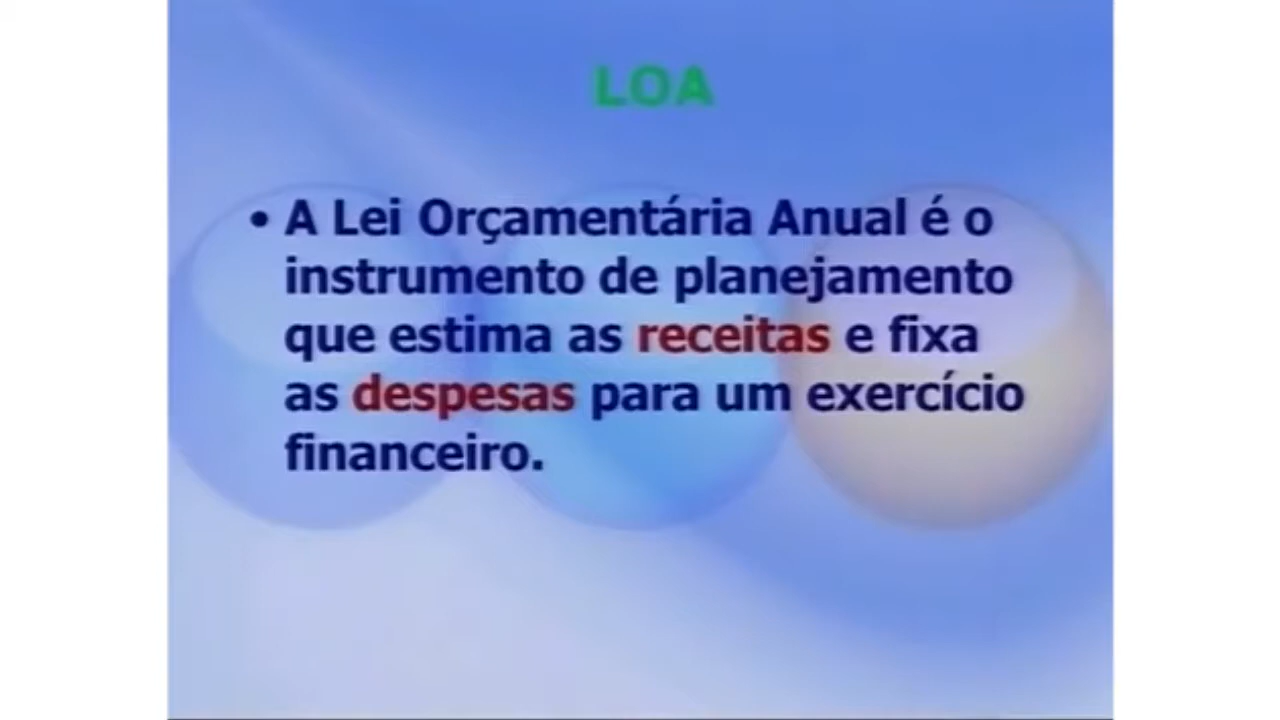 LOA
• A Lei Orçamentária Anual é o
instrumento de planejamento
que estima as receitas e fixa
as despesas para um exercício
financeiro.